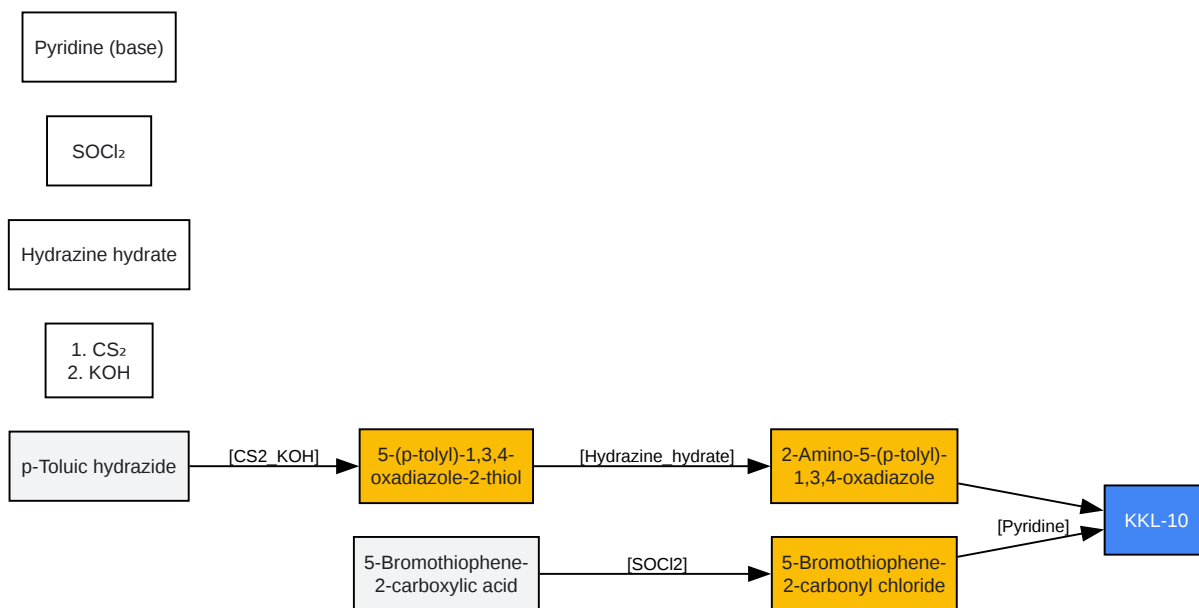 Pyridine (base)
SOCl₂
Hydrazine hydrate
1. CS₂
2. KOH
p-Toluic hydrazide
[CS2_KOH]
5-(p-tolyl)-1,3,4-
oxadiazole-2-thiol
[Hydrazine_hydrate]
2-Amino-5-(p-tolyl)-
1,3,4-oxadiazole
[Pyridine]
KKL-10
5-Bromothiophene-
2-carboxylic acid
[SOCl2]
5-Bromothiophene-
2-carbonyl chloride